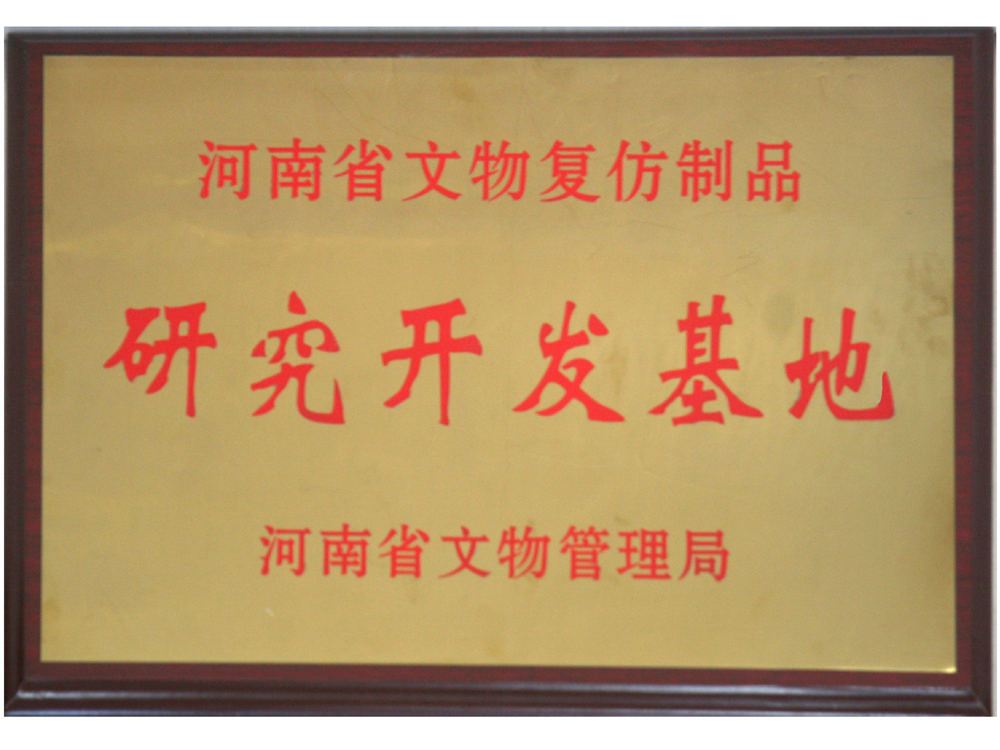 河南省文物复仿制品
研究开发基地
河南省文物管理局